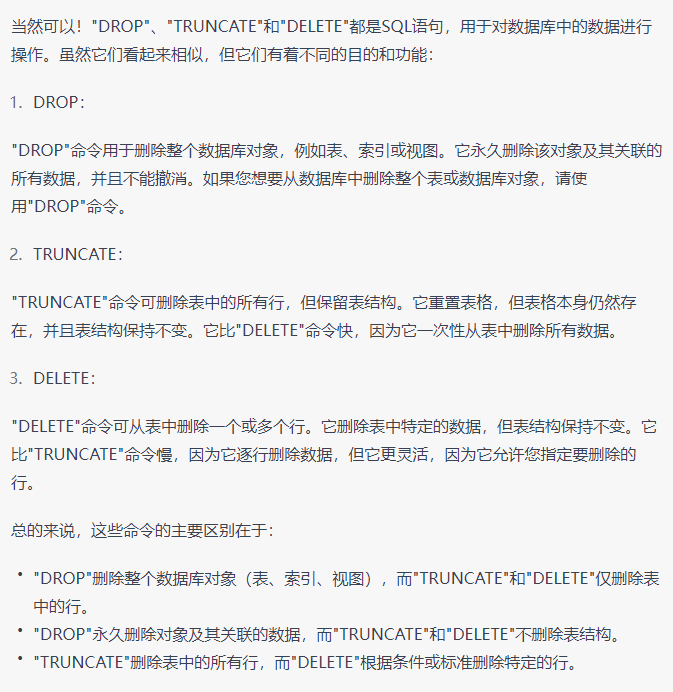 当然可以！"DROP"、"TRUNCATE"和"DELETE"都是SQL语句，用于对数据库中的数据进行
操作。虽然它们看起来相似，但它们有着不同的目的和功能：
1. DROP：
"DROP"命令用于删除整个数据库对象，例如表、索引或视图。它永久删除该对象及其关联的
所有数据，并且不能撤消。如果您想要从数据库中删除整个表或数据库对象，请使
用"DROP"命令。
2. TRUNCATE：
"TRUNCATE"命令可删除表中的所有行，但保留表结构。它重置表格，但表格本身仍然存
在，并且表结构保持不变。它比"DELETE"命令快，因为它一次性从表中删除所有数据。
3. DELETE：
"DELETE"命令可从表中删除一个或多个行。它删除表中特定的数据，但表结构保持不变。它
比"TRUNCATE"命令慢，因为它逐行删除数据，但它更灵活，因为它允许您指定要删除的
行。
总的来说，这些命令的主要区别在于：
• "DROP"删除整个数据库对象（表、索引、视图），而"TRUNCATE"和"DELETE"仅删除表
中的行。
• "DROP"永久删除对象及其关联的数据，而"TRUNCATE"和"DELETE"不删除表结构。
• "TRUNCATE"删除表中的所有行，而"DELETE"根据条件或标准删除特定的行。